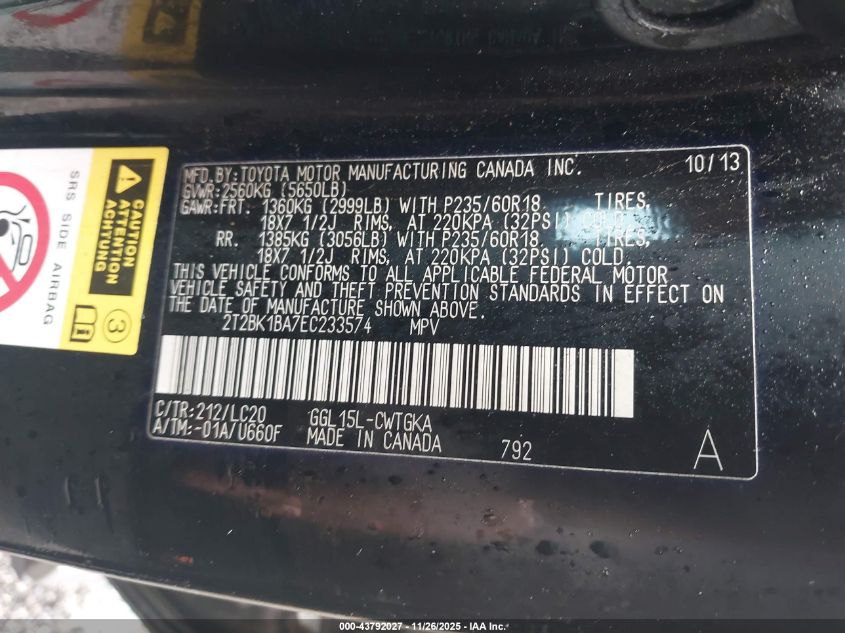 MFD. BY: TOYOTA MOTOR MANUFACTURING CANADA INC. 10/13
GVWR: 2560KG (5650LB)
GAWR: FRT. 1360KG (2999LB) WITH P235/60R18 TIRES,
18X7 1/2J RIMS, AT 220KPA (32PSI) COLD.
RR. 1385KG (3056LB) WITH P235/60R18 TIRES,
18X7 1/2J RIMS, AT 220KPA (32PSI) COLD.
THIS VEHICLE CONFORMS TO ALL APPLICABLE FEDERAL MOTOR
VEHICLE SAFETY AND THEFT PREVENTION STANDARDS IN EFFECT ON
THE DATE OF MANUFACTURE SHOWN ABOVE.
2T2BK1BA7EC233574 MPV
C/TR: 212/LC20 GGL15L-CWTGKA
A/TM: -01A/U660F MADE IN CANADA 792 A
SRS SIDE AIRBAG
CAUTION
ATTENTION
ACHTUNG
3
000-43792027 - 11/26/2025 - IAA Inc.